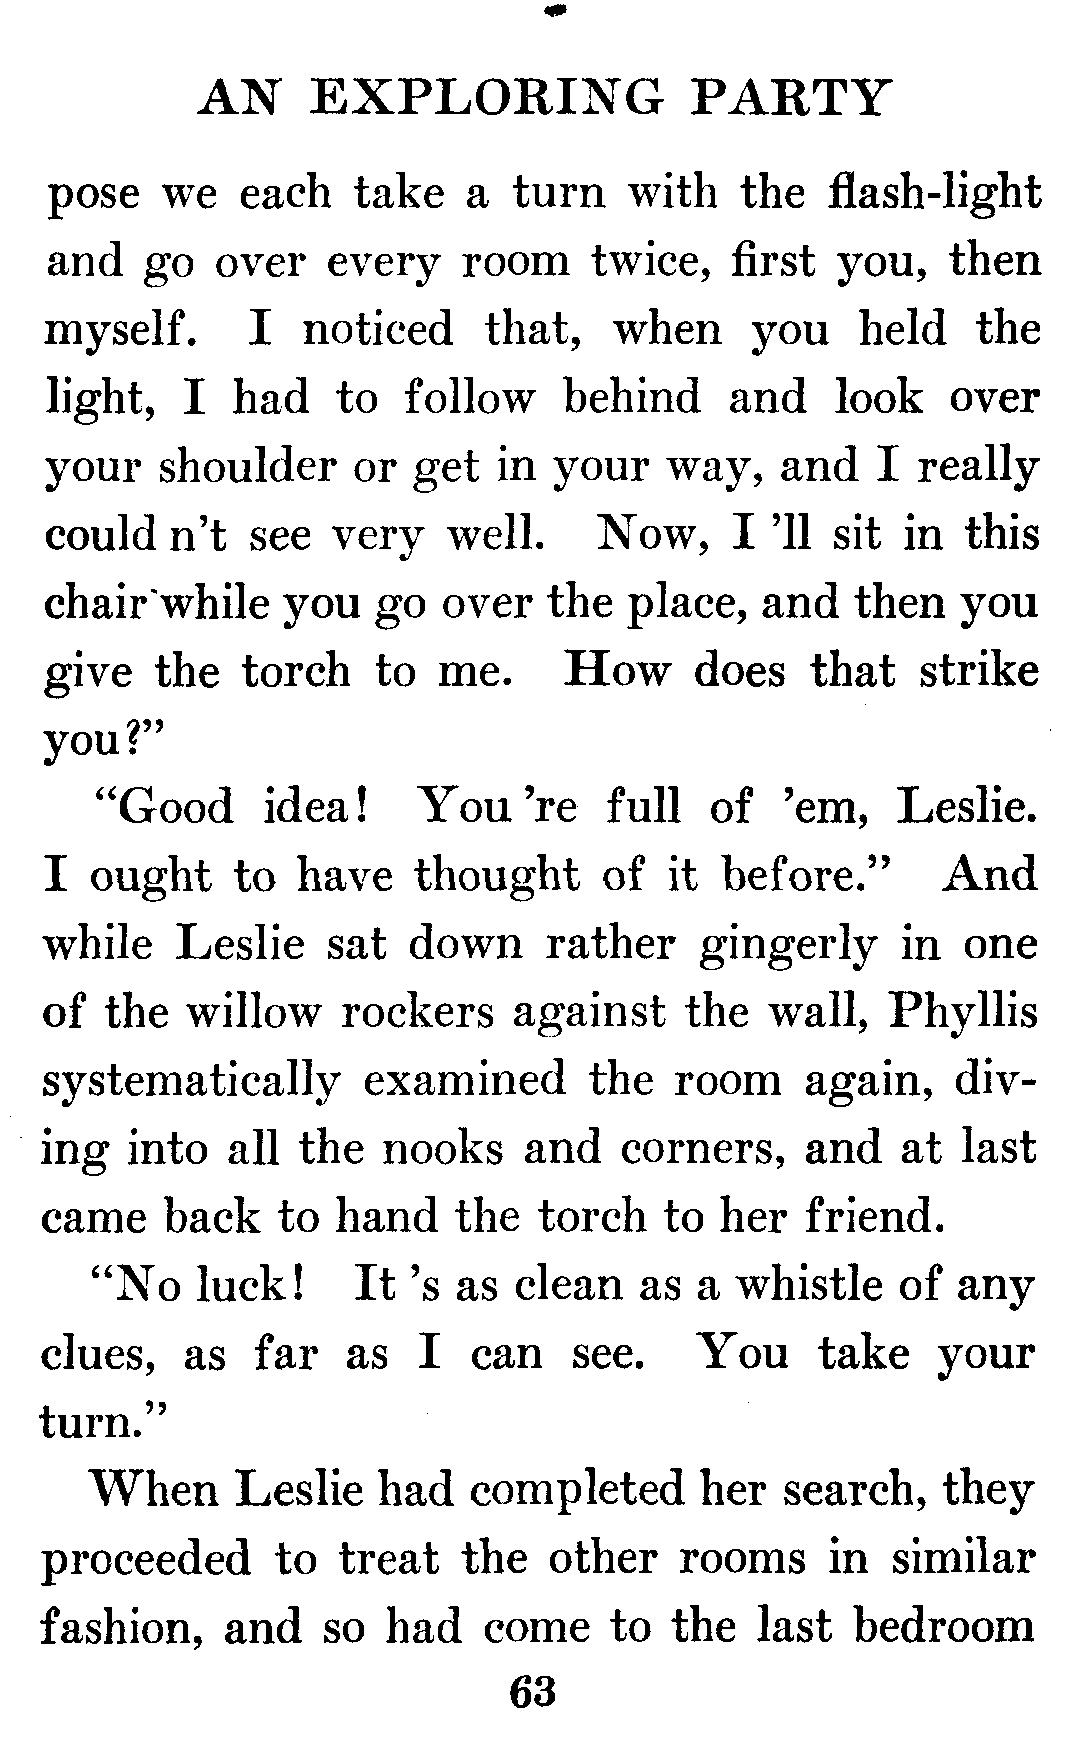 AN EXPLORING PARTY
pose we each take a turn with the flash-light
and go over every room twice, first you, then
myself. I noticed that, when you held the
light, I had to follow behind and look over
your shoulder or get in your way, and I really
could n't see very well. Now, I 'll sit in this
chair while you go over the place, and then you
give the torch to me. How does that strike
you?"
"Good idea! You 're full of 'em, Leslie.
I ought to have thought of it before." And
while Leslie sat down rather gingerly in one
of the willow rockers against the wall, Phyllis
systematically examined the room again, div-
ing into all the nooks and corners, and at last
came back to hand the torch to her friend.
"No luck! It 's as clean as a whistle of any
clues, as far as I can see. You take your
turn."
When Leslie had completed her search, they
proceeded to treat the other rooms in similar
fashion, and so had come to the last bedroom
63